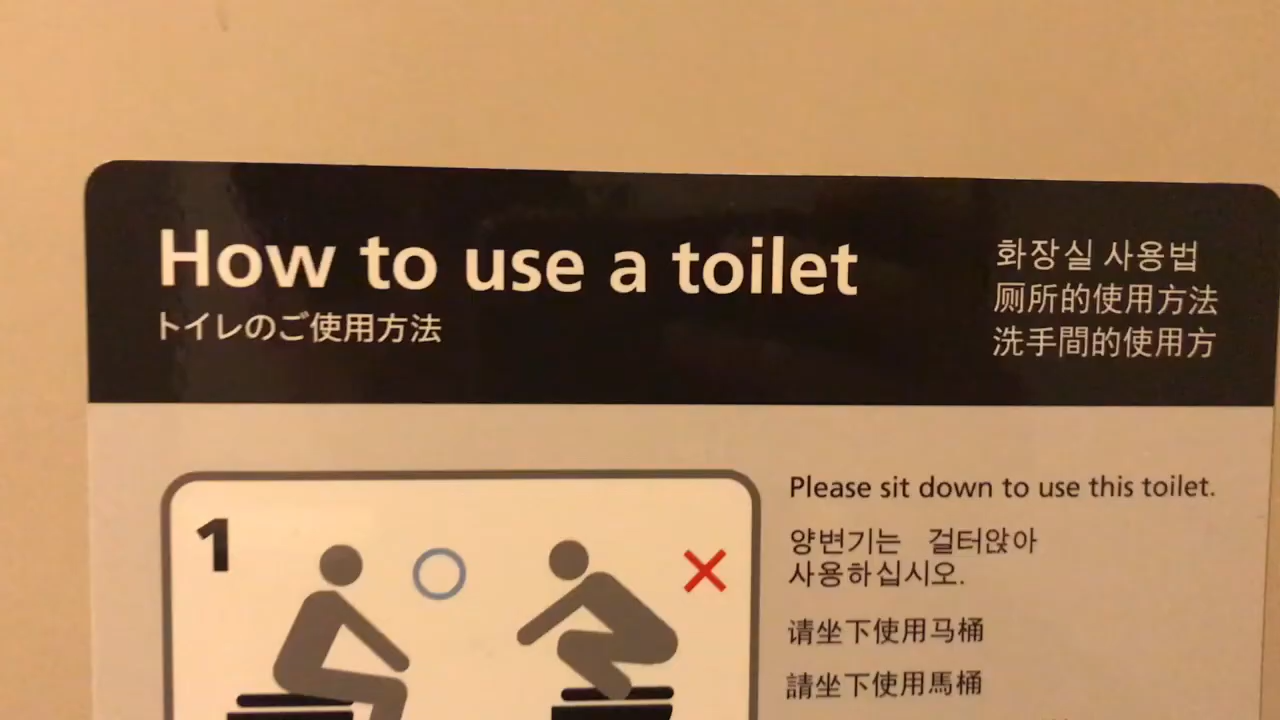 How to use a toilet
トイレのご使用方法
화장실 사용법
厕所的使用方法
洗手間的使用方
1
Please sit down to use this toilet.
양변기는 걸터앉아
사용하십시오.
请坐下使用马桶
請坐下使用馬桶